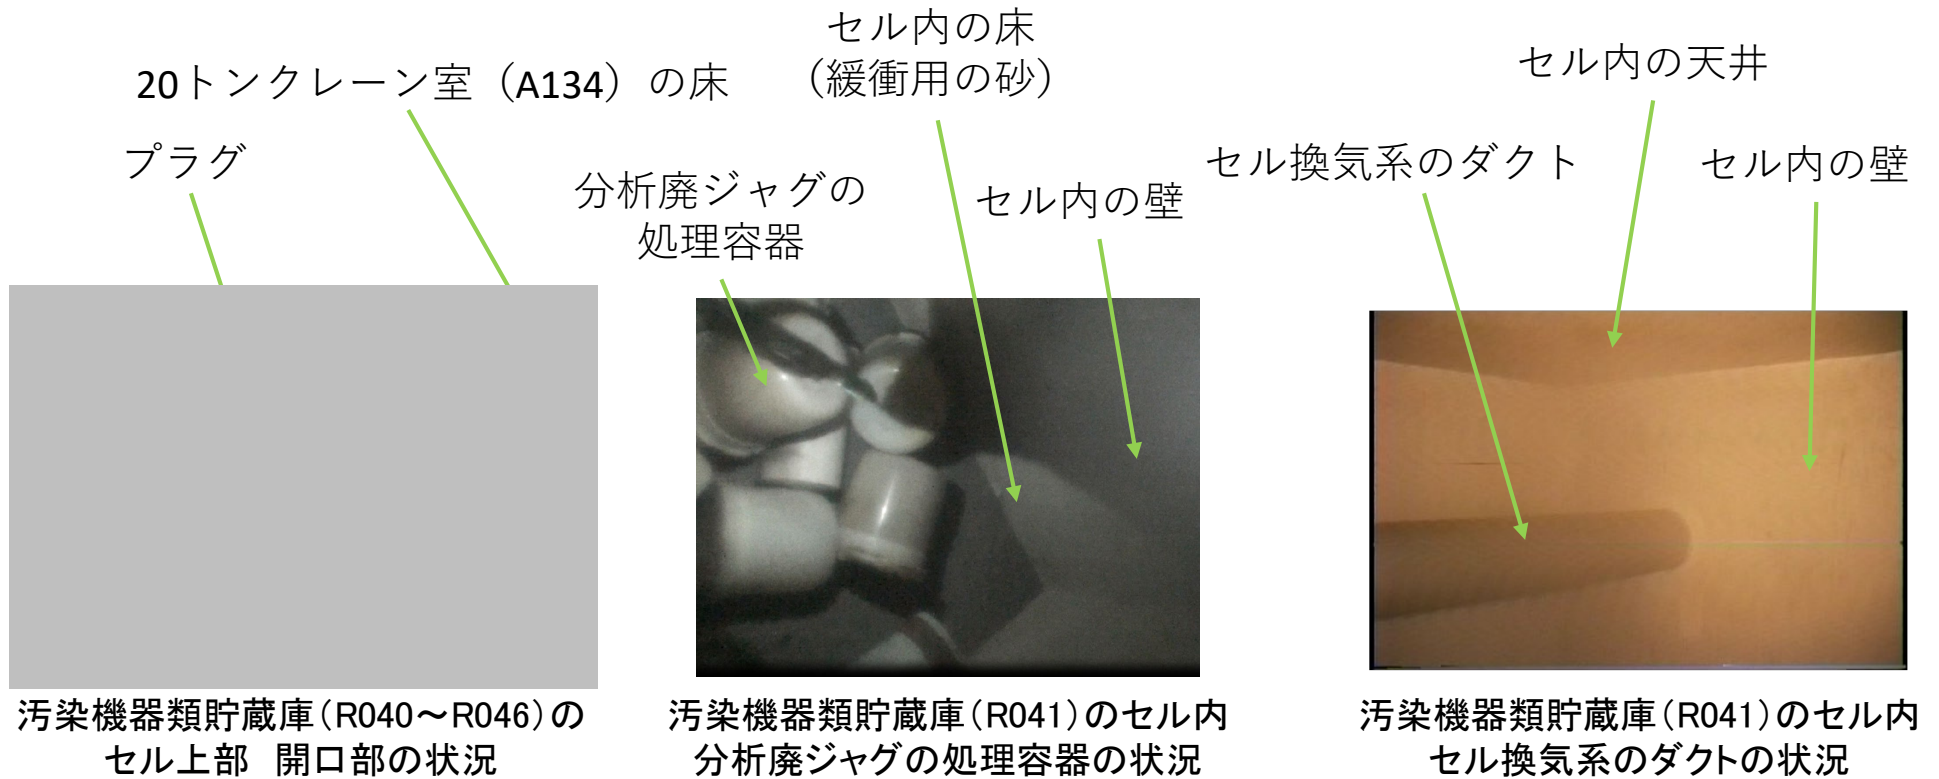 20トンクレーン室（A134）の床
プラグ
分析廃ジャグの
処理容器
セル内の床
（緩衝用の砂）
セル内の壁
セル内の天井
セル換気系のダクト
セル内の壁
汚染機器類貯蔵庫（R040～R046）の
セル上部　開口部の状況
汚染機器類貯蔵庫（R041）のセル内
分析廃ジャグの処理容器の状況
汚染機器類貯蔵庫（R041）のセル内
セル換気系のダクトの状況